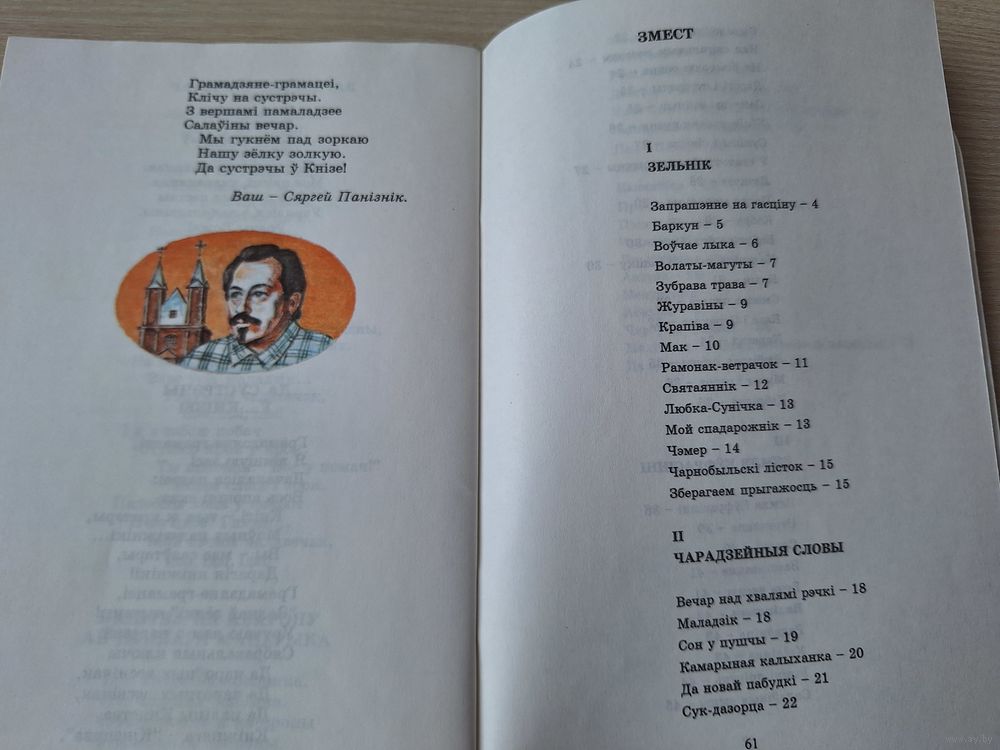 Грамадзяне-грамацеі,
Клічу на сустрэчы.
З вершамі памаладзее
Салаўіны вечар.
Мы гукнём пад зоркаю
Нашу зёлку золкую.
Да сустрэчы ў Кнізе!
Ваш – Сяргей Панізнік.
ЗМЕСТ
I
ЗЕЛЬНІК
Запрашэнне на гасціну – 4
Баркун – 5
Воўчае лыка – 6
Волаты-магуты – 7
Зубрава трава – 7
Журавіны – 9
Крапіва – 9
Мак – 10
Рамонак-ветрачок – 11
Святаяннік – 12
Любка-Сунічка – 13
Мой спадарожнік – 13
Чэмер – 14
Чарнобыльскі лісток – 15
Зберагаем прыгажосць – 15
II
ЧАРАДЗЕЙНЫЯ СЛОВЫ
Вечар над хвалямі рэчкі – 18
Маладзік – 18
Сон у пушчы – 19
Камарыная калыханка – 20
Да новай пабудкі – 21
Сук-дазорца – 22
61
www.ay.by